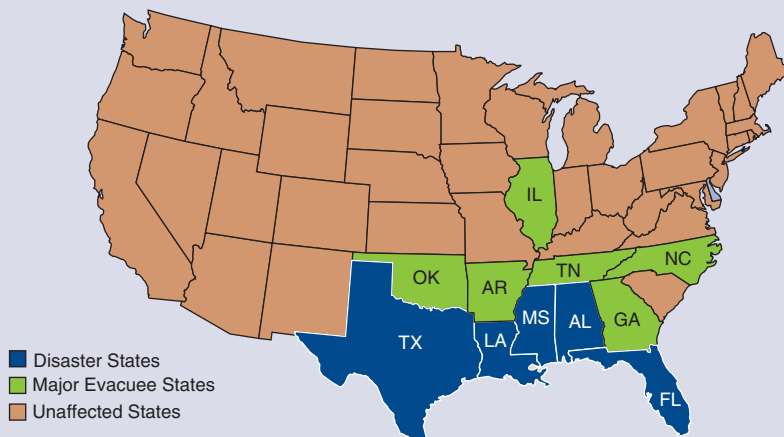 IL
OK
AR
TN
NC
TX
LA
MS
AL
GA
FL
Disaster States
Major Evacuee States
Unaffected States